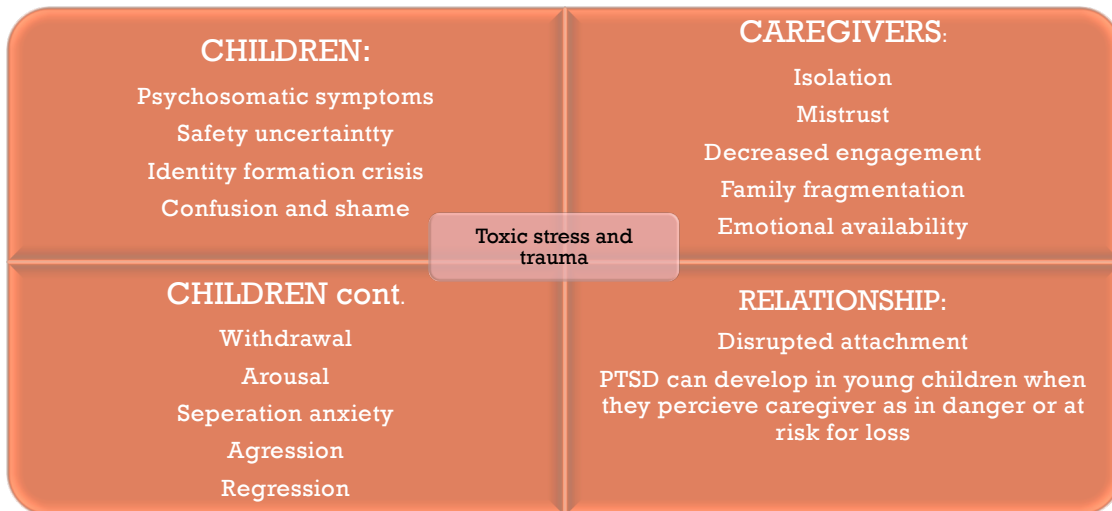 CHILDREN:
Psychosomatic symptoms
Safety uncertaintty
Identity formation crisis
Confusion and shame
CAREGIVERS:
Isolation
Mistrust
Decreased engagement
Family fragmentation
Emotional availability
Toxic stress and
trauma
CHILDREN cont.
Withdrawal
Arousal
Seperation anxiety
Agression
Regression
RELATIONSHIP:
Disrupted attachment
PTSD can develop in young children when
they percieve caregiver as in danger or at
risk for loss